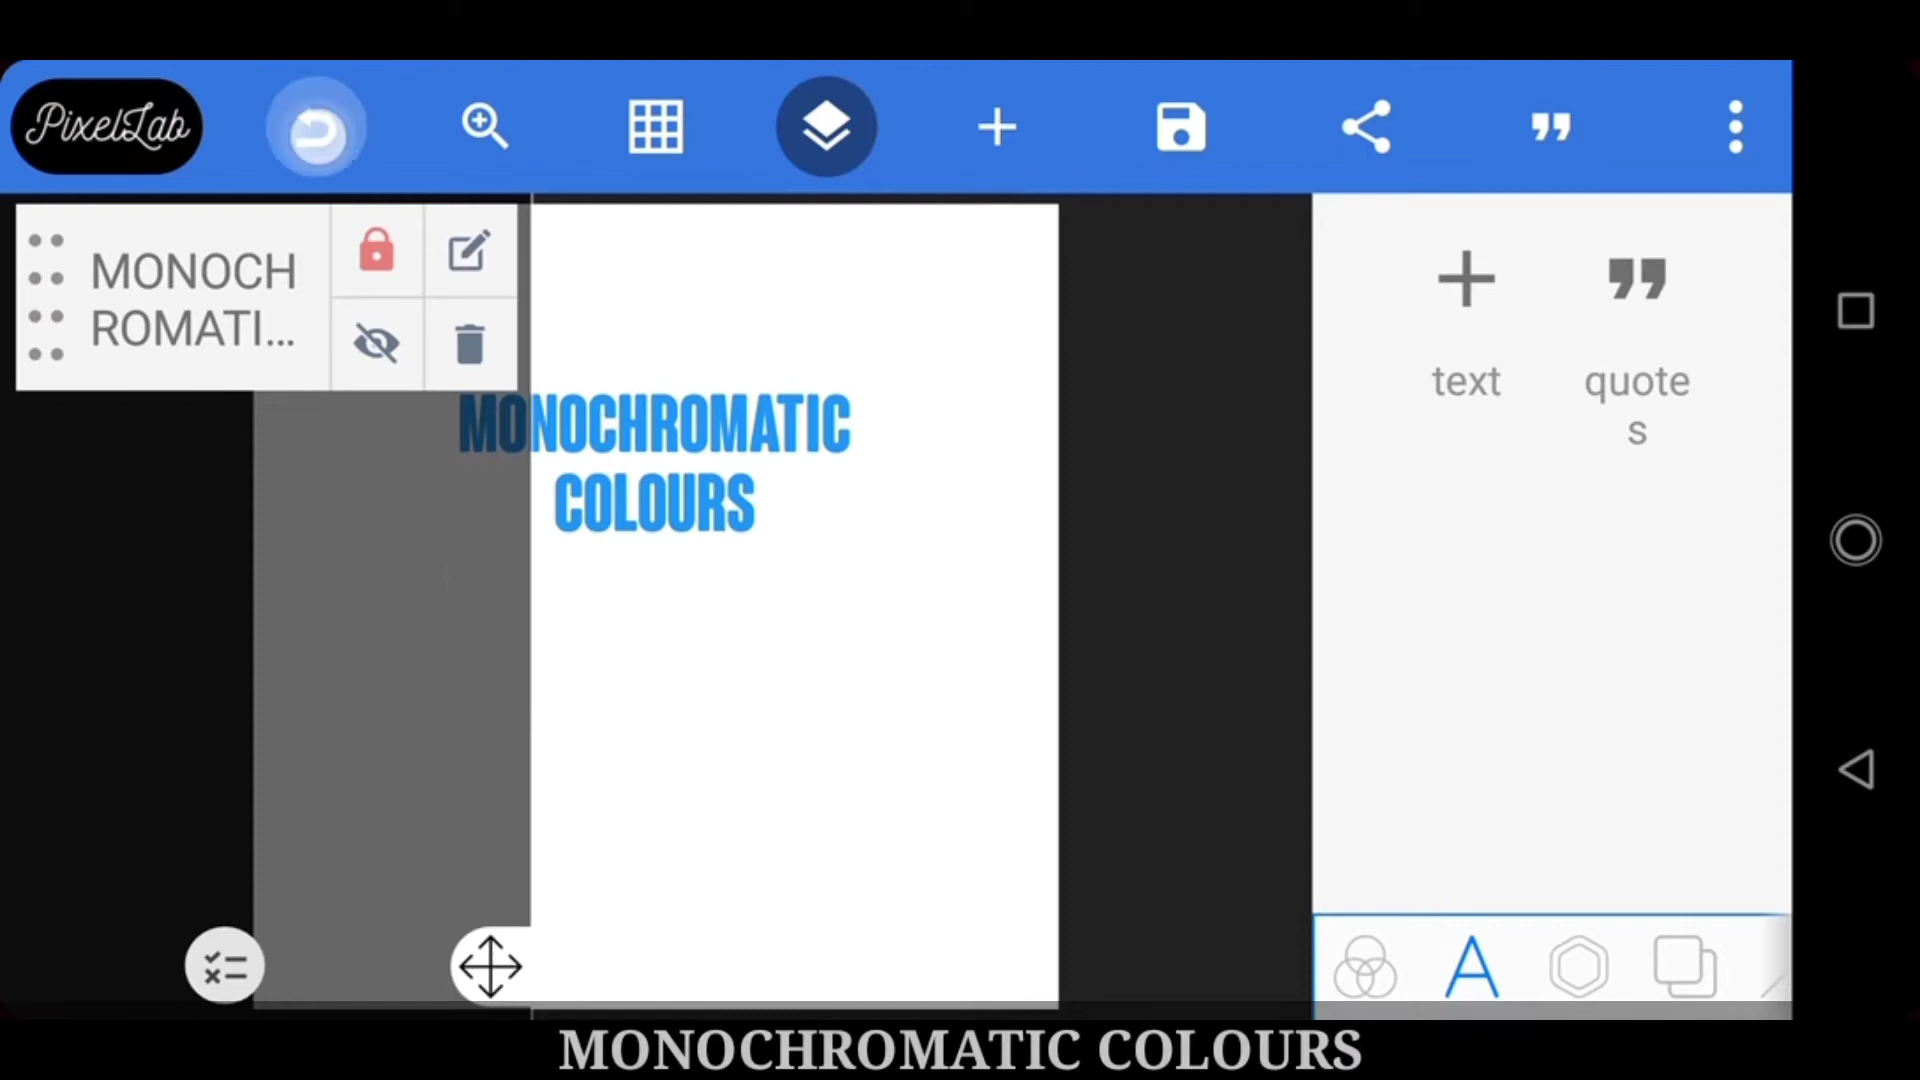 PixelLab
MONOCH
ROMATI...
text
quote
s
MONOCHROMATIC
COLOURS
MONOCHROMATIC COLOURS